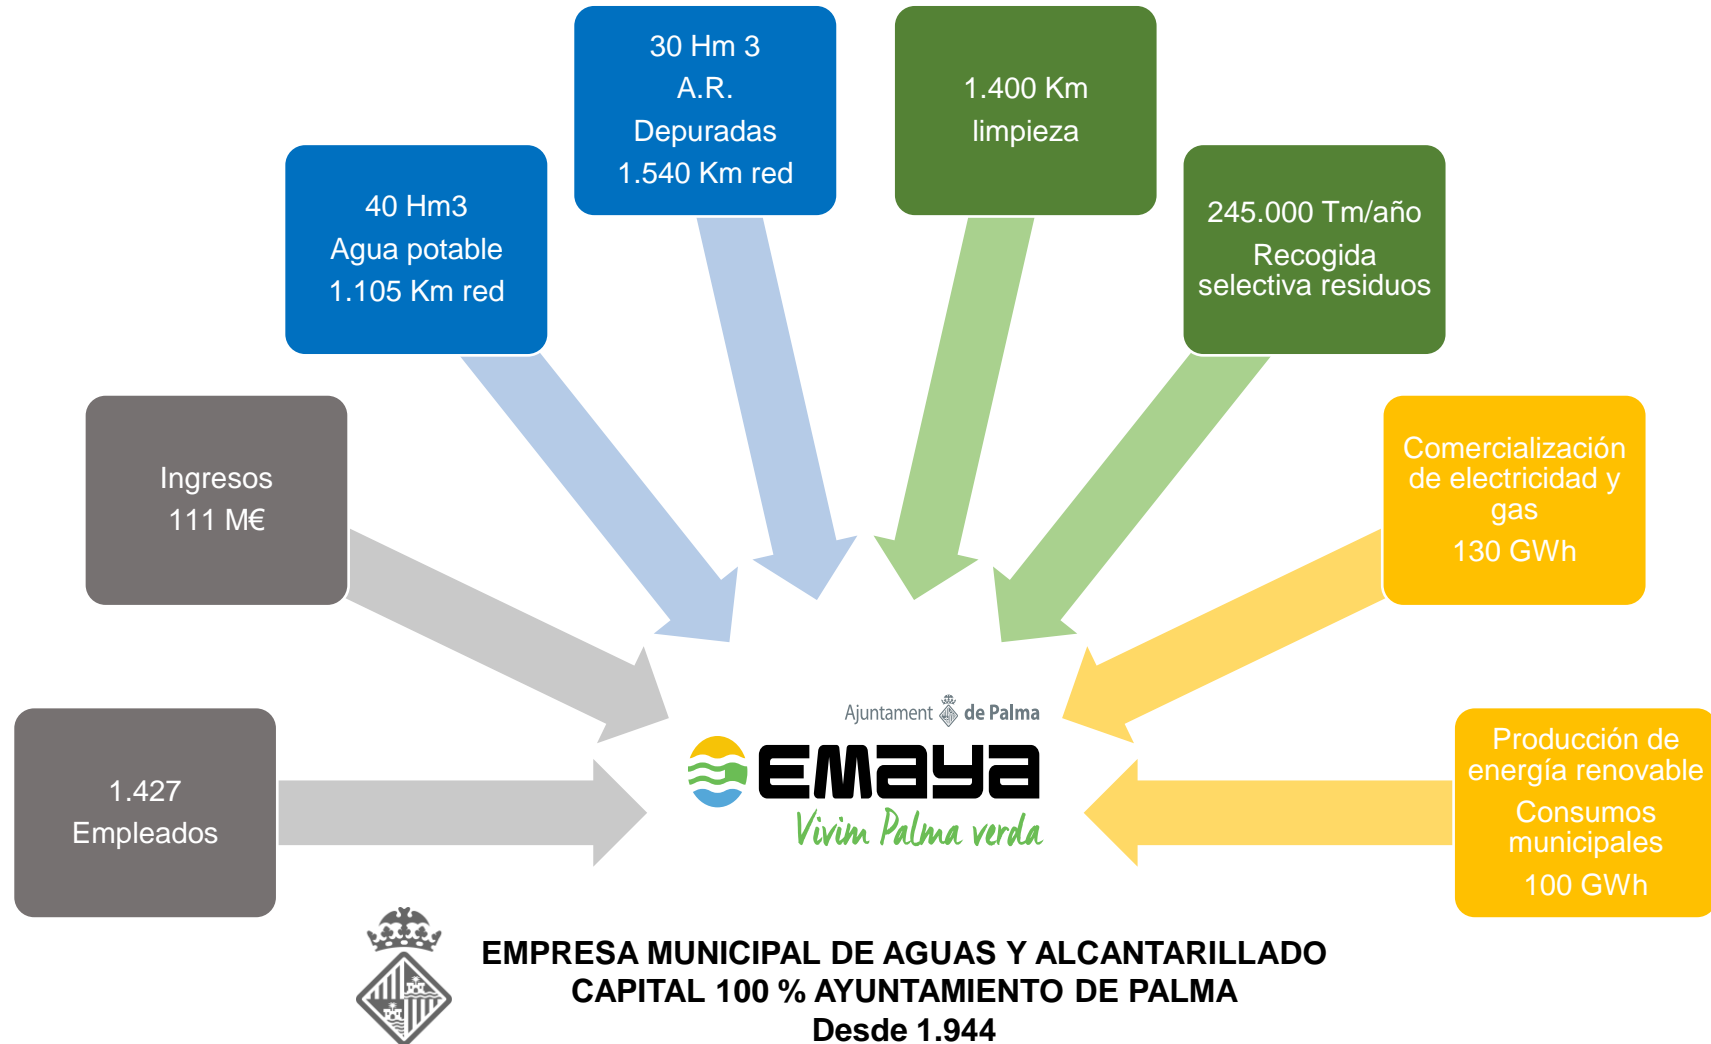 30 Hm 3
A.R.
Depuradas
1.540 Km red
1.400 Km
limpieza
40 Hm3
Agua potable
1.105 Km red
245.000 Tm/año
Recogida
selectiva residuos
Ingresos
111 M€
Comercialización
de electricidad y
gas
130 GWh
1.427
Empleados
Ajuntament de Palma
EMAYA
Vivim Palma verda
Producción de
energía renovable
Consumos
municipales
100 GWh
EMPRESA MUNICIPAL DE AGUAS Y ALCANTARILLADO
CAPITAL 100 % AYUNTAMIENTO DE PALMA
Desde 1.944